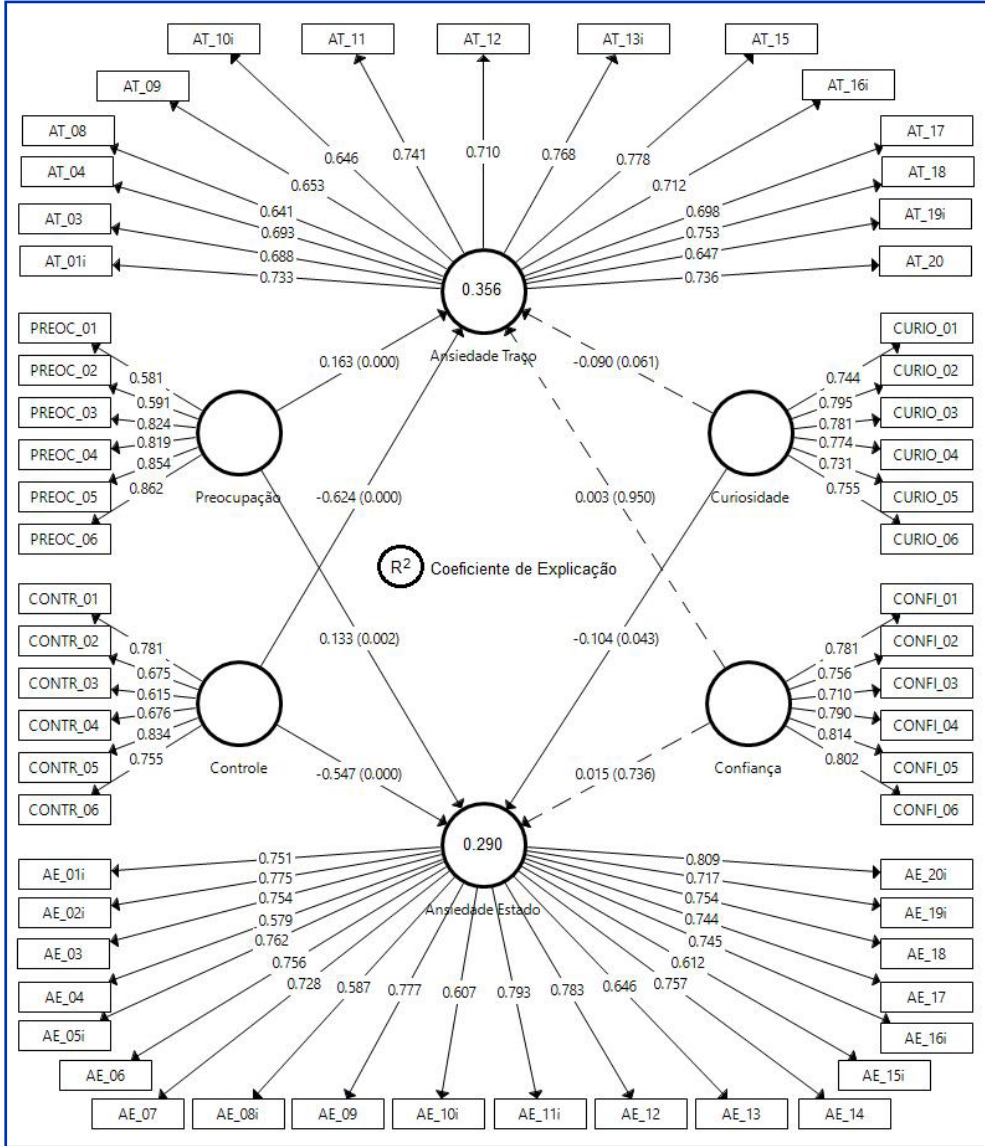 AT_10i
AT_11
AT_12
AT_13i
AT_15
AT_09
AT_16i
AT_08
AT_17
AT_04
AT_18
AT_03
AT_19i
AT_01i
AT_20
0.646
0.741
0.710
0.768
0.778
0.653
0.712
0.641
0.698
0.693
0.753
0.688
0.647
0.733
0.736
0.356
Ansiedade Traço
PREOC_01
PREOC_02
PREOC_03
PREOC_04
PREOC_05
PREOC_06
0.581
0.591
0.824
0.819
0.854
0.862
Preocupação
0.163 (0.000)
-0.090 (0.061)
CURIO_01
CURIO_02
CURIO_03
CURIO_04
CURIO_05
CURIO_06
0.744
0.795
0.781
0.774
0.731
0.755
Curiosidade
-0.624 (0.000)
0.003 (0.950)
R² Coeficiente de Explicação
0.133 (0.002)
-0.104 (0.043)
CONTR_01
CONTR_02
CONTR_03
CONTR_04
CONTR_05
CONTR_06
0.781
0.675
0.615
0.676
0.834
0.755
Controle
-0.547 (0.000)
0.015 (0.736)
CONFI_01
CONFI_02
CONFI_03
CONFI_04
CONFI_05
CONFI_06
0.781
0.756
0.710
0.790
0.814
0.802
Confiança
0.290
Ansiedade Estado
0.751
0.775
0.754
0.579
0.762
0.756
0.728
0.587
0.777
0.607
0.793
0.783
0.646
0.757
0.612
0.745
0.744
0.754
0.717
0.809
AE_01i
AE_02i
AE_03
AE_04
AE_05i
AE_06
AE_07
AE_08i
AE_09
AE_10i
AE_11i
AE_12
AE_13
AE_14
AE_15i
AE_16i
AE_17
AE_18
AE_19i
AE_20i